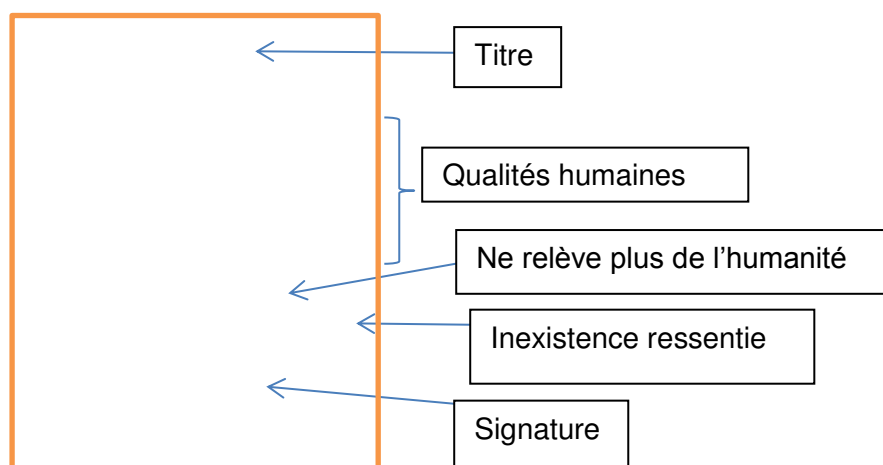 Titre
Qualités humaines
Ne relève plus de l’humanité
Inexistence ressentie
Signature